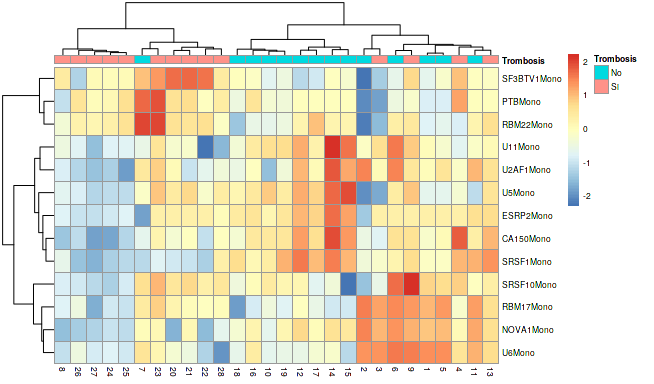 Trombosis
Trombosis
No
SI
2
1
0
-1
-2
SF3BTV1Mono
PTBMono
RBM22Mono
U11Mono
U2AF1Mono
U5Mono
ESRP2Mono
CA150Mono
SRSF1Mono
SRSF10Mono
RBM17Mono
NOVA1Mono
U6Mono
8 26 27 24 25 7 23 20 21 22 28 18 16 10 19 12 17 14 15 2 3 6 9 1 5 4 11 13